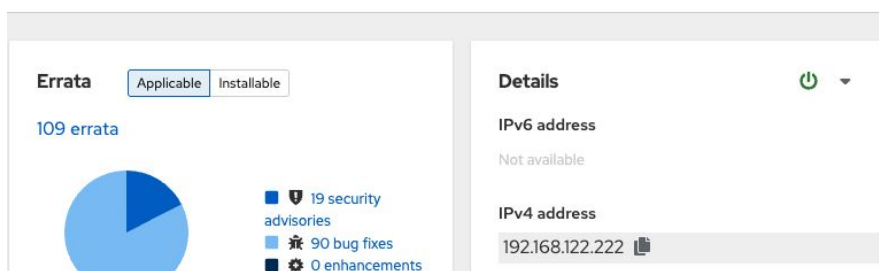 Errata
Applicable Installable
109 errata
19 security
advisories
90 bug fixes
0 enhancements
Details
IPv6 address
Not available
IPv4 address
192.168.122.222